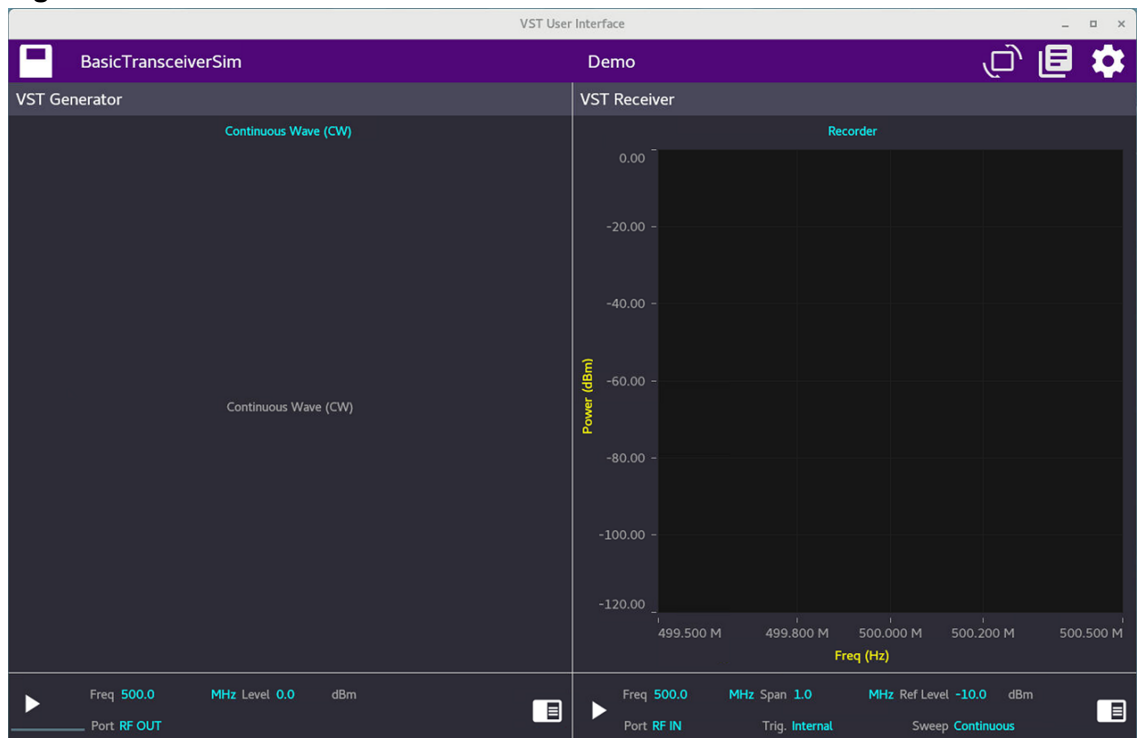 VST User Interface
BasicTransceiverSim
Demo
VST Generator
VST Receiver
Continuous Wave (CW)
Recorder
0.00
-20.00
-40.00
-60.00
-80.00
-100.00
-120.00
Power (dBm)
Continuous Wave (CW)
499.500 M 499.800 M 500.000 M 500.200 M 500.500 M
Freq (Hz)
Freq 500.0 MHz Level 0.0 dBm
Port RF OUT
Freq 500.0 MHz Span 1.0 MHz Ref Level -10.0 dBm
Port RF IN Trig. Internal Sweep Continuous